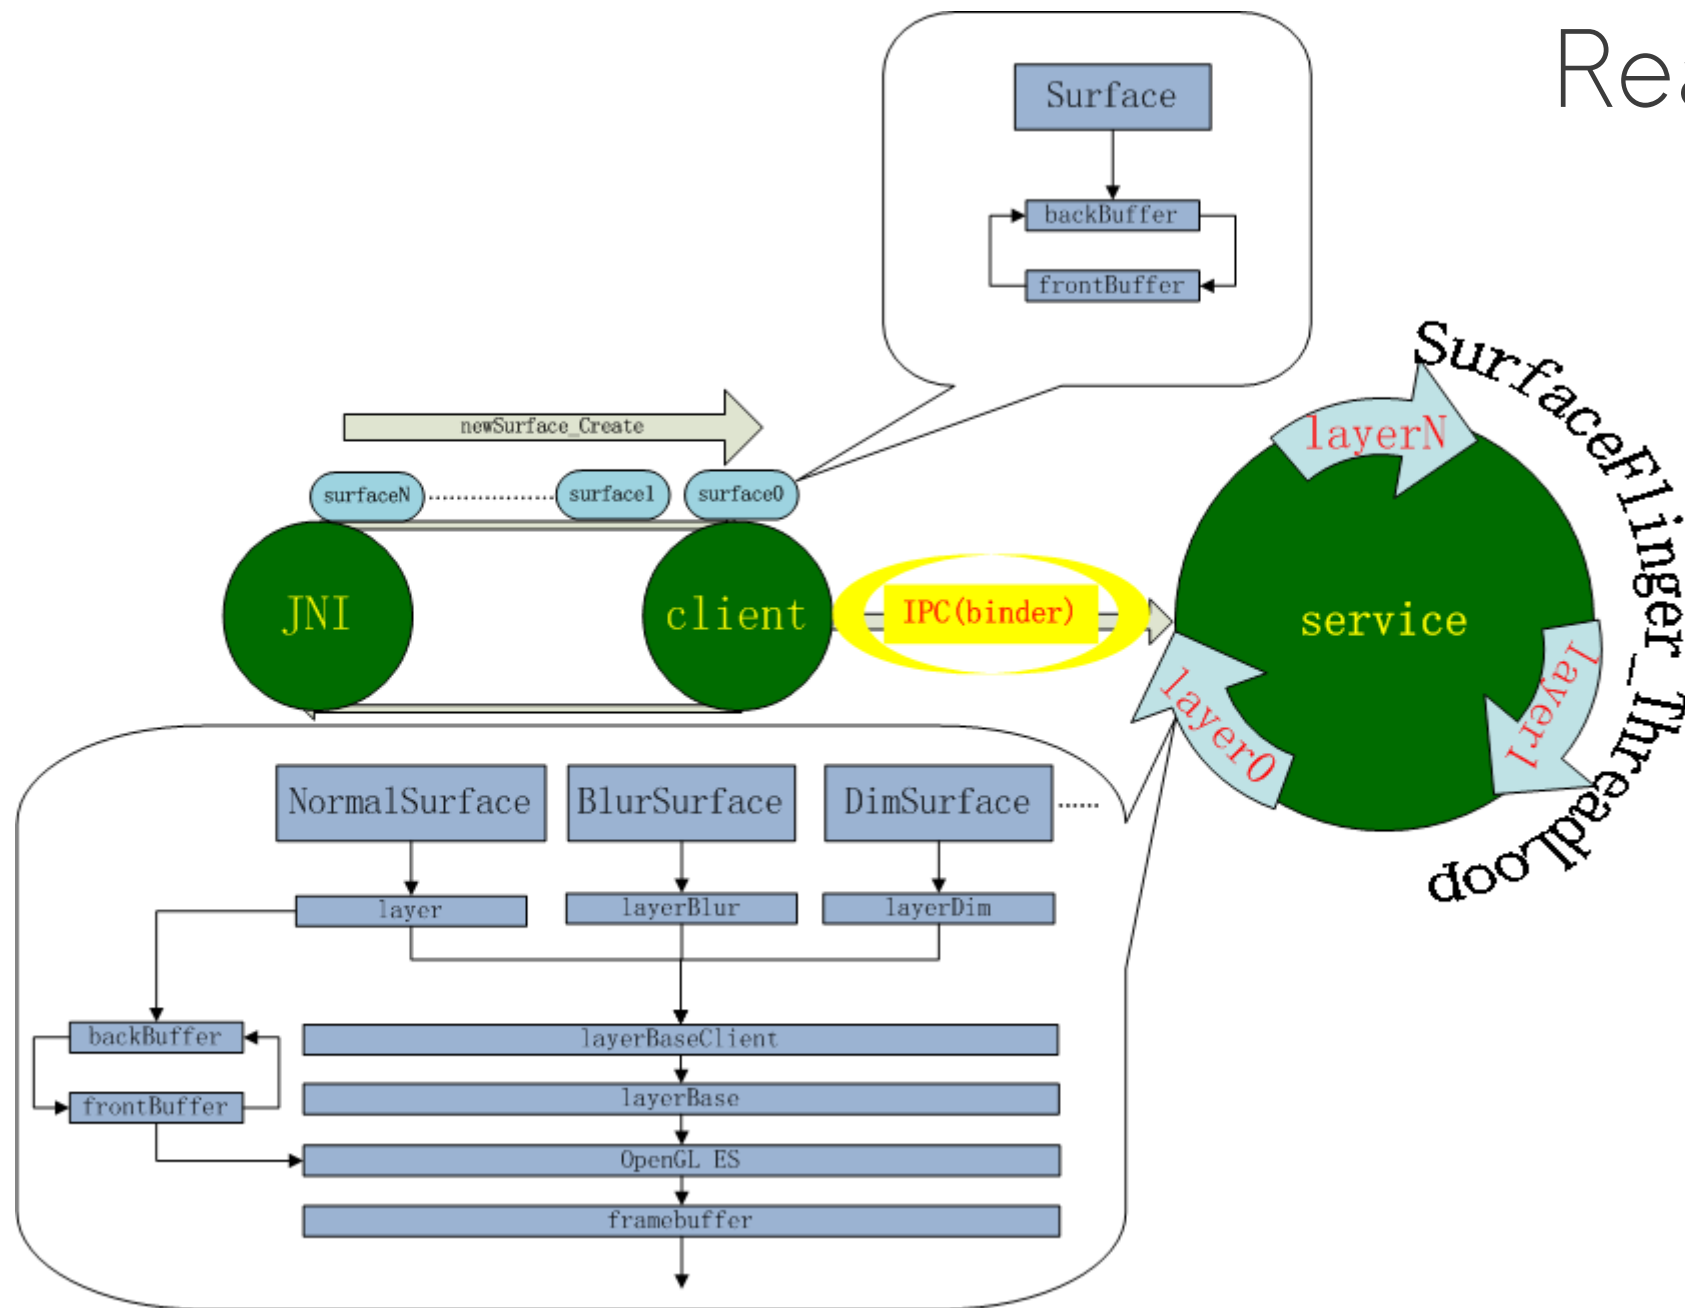 Rea
Surface
backBuffer
frontBuffer
newSurface_Create
surfaceN
surface1
surface0
JNI
client
IPC(binder)
service
layerN
layer1
layer0
SurfaceFlinger_ThreadLoop
NormalSurface
BlurSurface
DimSurface
layer
layerBlur
layerDim
backBuffer
frontBuffer
layerBaseClient
layerBase
OpenGL ES
framebuffer